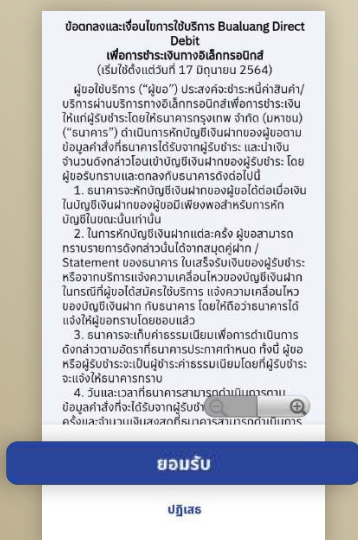 ข้อตกลงและเงื่อนไขการใช้บริการ Bualuang Direct
Debit
เพื่อการชำระเงินทางอิเล็กทรอนิกส์
(เริ่มใช้ตั้งแต่วันที่ 17 มิถุนายน 2564)
ผู้ขอใช้บริการ (“ผู้ขอ”) ประสงค์จะชำระหนี้ค่าสินค้า/
บริการผ่านบริการทางอิเล็กทรอนิกส์เพื่อการชำระเงิน
ให้แก่ผู้รับชำระโดยให้ธนาคารกรุงเทพ จำกัด (มหาชน)
(“ธนาคาร”) ดำเนินการหักบัญชีเงินฝากของผู้ขอตาม
ข้อมูลคำสั่งที่ธนาคารได้รับจากผู้รับชำระ และนำเงิน
จำนวนดังกล่าวโอนเข้าบัญชีเงินฝากของผู้รับชำระ โดย
ผู้ขอรับทราบและตกลงกับธนาคารดังต่อไปนี้
1. ธนาคารจะหักบัญชีเงินฝากของผู้ขอได้ต่อเมื่อเงิน
ในบัญชีเงินฝากของผู้ขอมีเพียงพอสำหรับการหัก
บัญชีในขณะนั้นเท่านั้น
2. ในการหักบัญชีเงินฝากแต่ละครั้ง ผู้ขอสามารถ
ทราบรายการดังกล่าวนั้นได้จากสมุดคู่ฝาก /
Statement ของธนาคาร ใบเสร็จรับเงินของผู้รับชำระ
หรือจากบริการแจ้งความเคลื่อนไหวของบัญชีเงินฝาก
ในกรณีที่ผู้ขอได้สมัครใช้บริการ แจ้งความเคลื่อนไหว
ของบัญชีเงินฝาก กับธนาคาร โดยให้ถือว่าธนาคารได้
แจ้งให้ผู้ขอทราบโดยชอบแล้ว
3. ธนาคารจะเก็บค่าธรรมเนียมเพื่อการดำเนินการ
ดังกล่าวตามอัตราที่ธนาคารประกาศกำหนด ทั้งนี้ ผู้ขอ
หรือผู้รับชำระจะเป็นผู้ชำระค่าธรรมเนียมโดยที่ผู้รับชำระ
จะแจ้งให้ธนาคารทราบ
4. วันและเวลาที่ธนาคารสามารถดำเนินการตาม
ข้อมูลคำสั่งที่จะได้รับจากผู้รับชำ
ครั้งและจำนวนเงินสูงสุดที่ธนาคารสามารถดำเนินการ
ยอมรับ
ปฏิเสธ